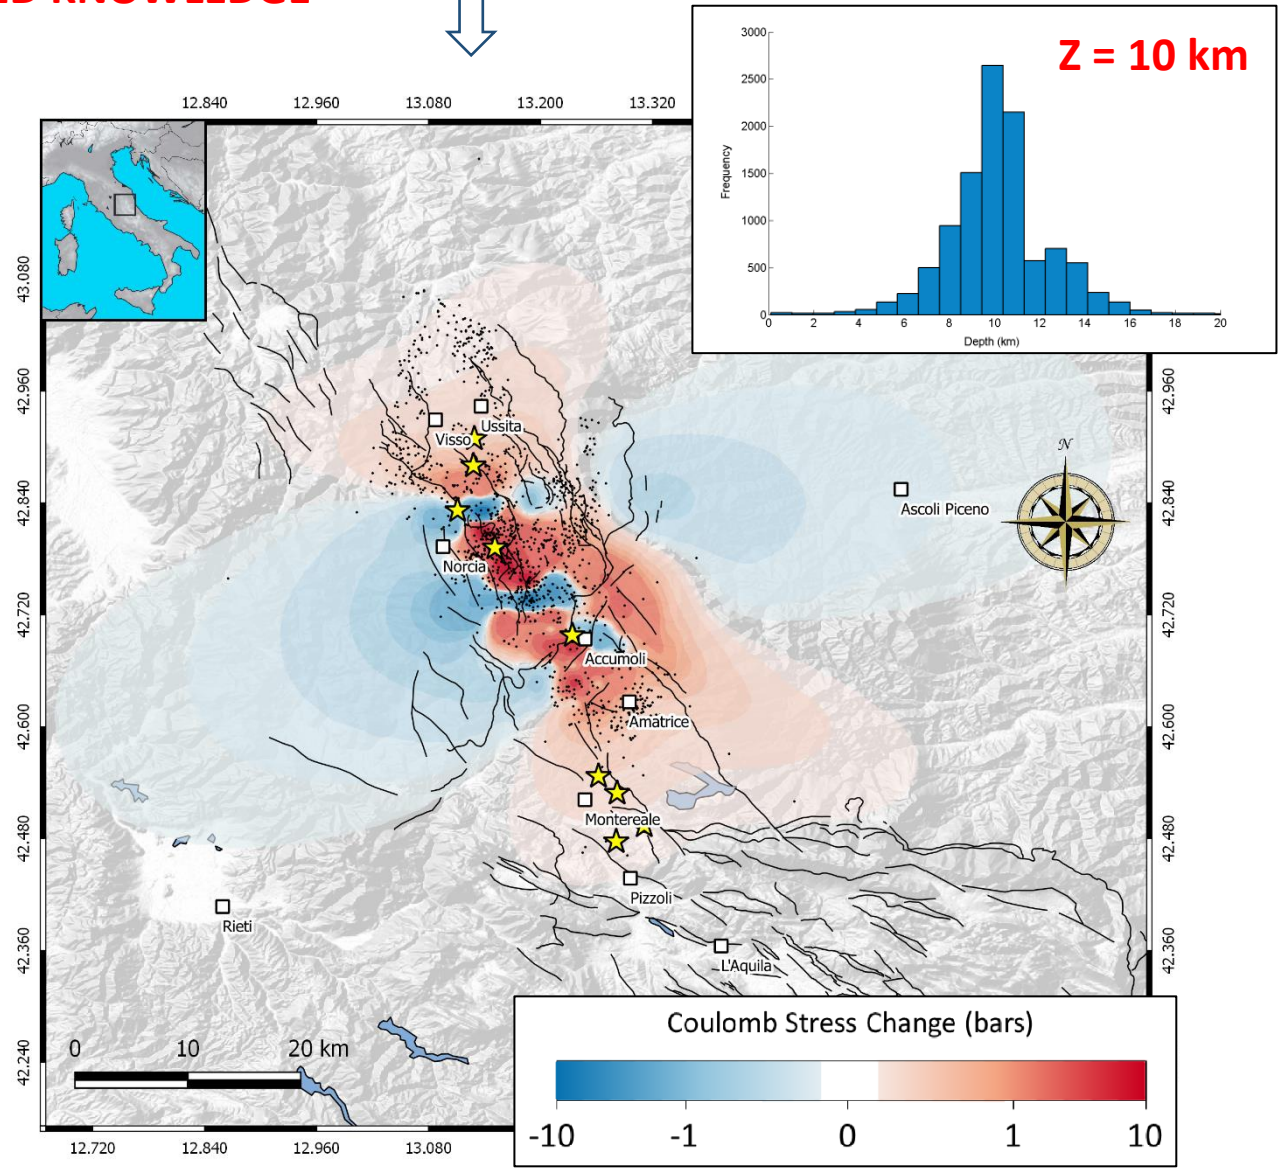 KNOWLEDGE
Z = 10 km
3000
2500
2000
1500
1000
500
0
Frequency
0 2 4 6 8 10 12 14 16 18 20
Depth (km)
12.840 12.960 13.080 13.200 13.320
13.080
42.960
42.840
42.720
42.600
42.480
42.360
42.240
42.960
42.840
42.720
42.600
42.480
42.360
N
Ussita
Visso
Ascoli Piceno
Norcia
Accumoli
Amatrice
Montereale
Pizzoli
Rieti
L'Aquila
0 10 20 km
Coulomb Stress Change (bars)
-10 -1 0 1 10
12.720 12.840 12.960 13.080